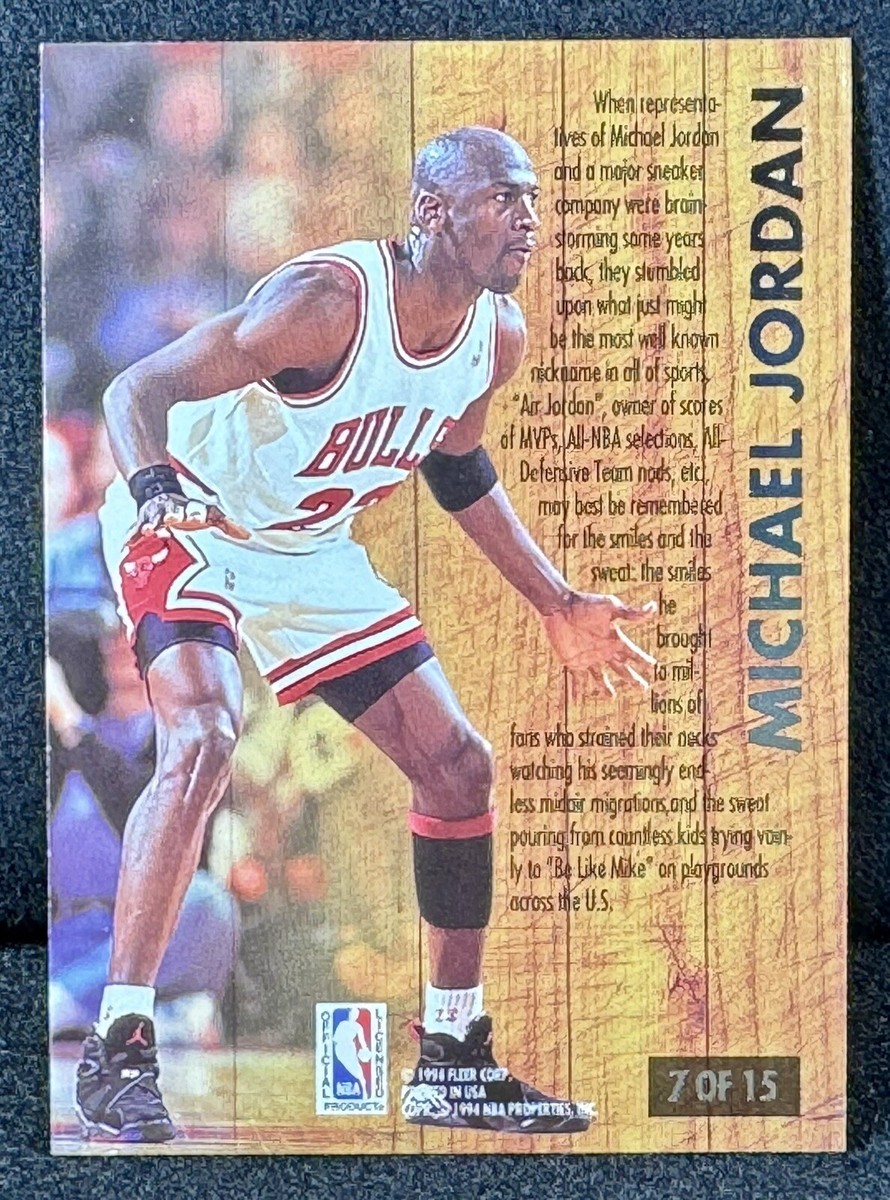 When representa-
tives of Michael Jordan
and a major sneaker
company were brain-
storming some years
back, they stumbled
upon what just might
be the most well known
nickname in all of sports.
"Air Jordan", owner of scores
of MVPs, All-NBA selections, All-
Defensive Team nods, etc.,
may best be remembered
for the smiles and the
sweat: the smiles
he
brought
to mil-
lions of
fans who strained their necks
watching his seemingly end-
less midair migrations,and the sweat
pouring from countless kids trying vain-
ly to "Be Like Mike" on playgrounds
across the U.S.
MICHAEL JORDAN
BULL
23
OFFICIAL
LICENSED
NBA
PRODUCT
© 1994 FLEER CORP.
IN USA
© 1994 NBA PROPERTIES, INC.
7 OF 15